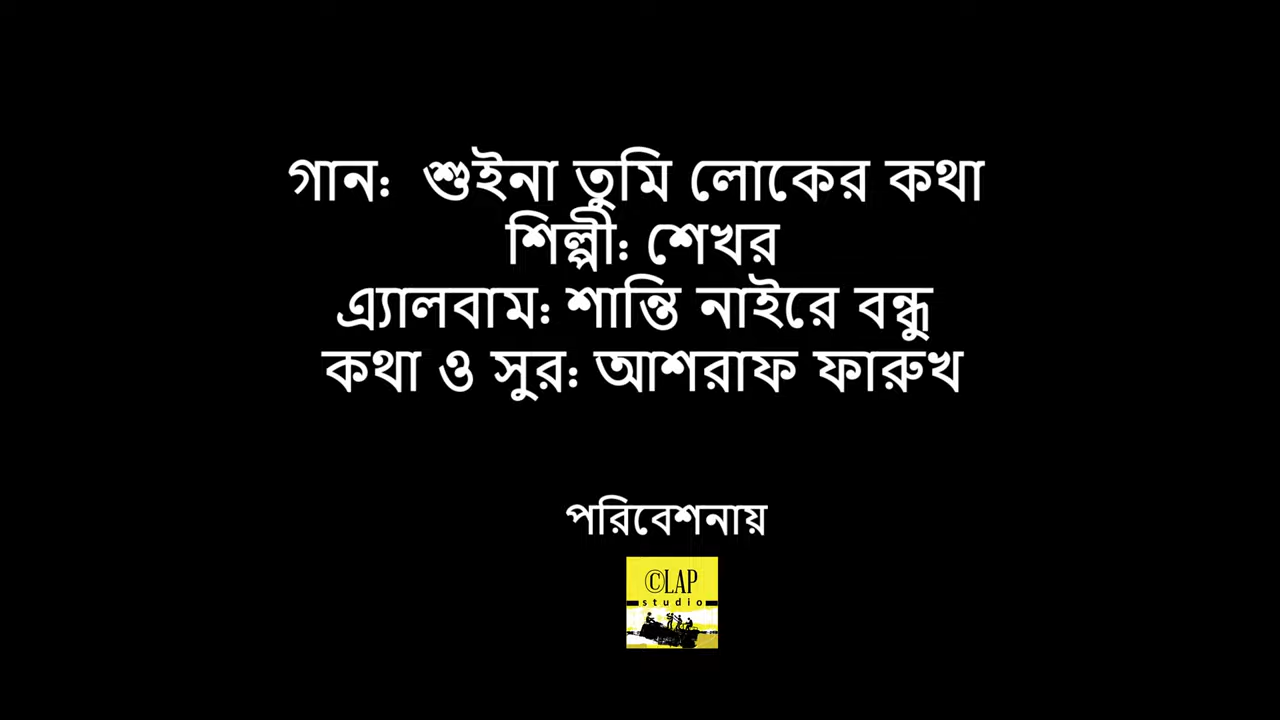 গান: শুইনা তুমি লোকের কথা
শিল্পী: শেখর
এ্যালবাম: শান্তি নাইরে বন্ধু
কথা ও সুর: আশরাফ ফারুখ
পরিবেশনায়
©LAP
studio